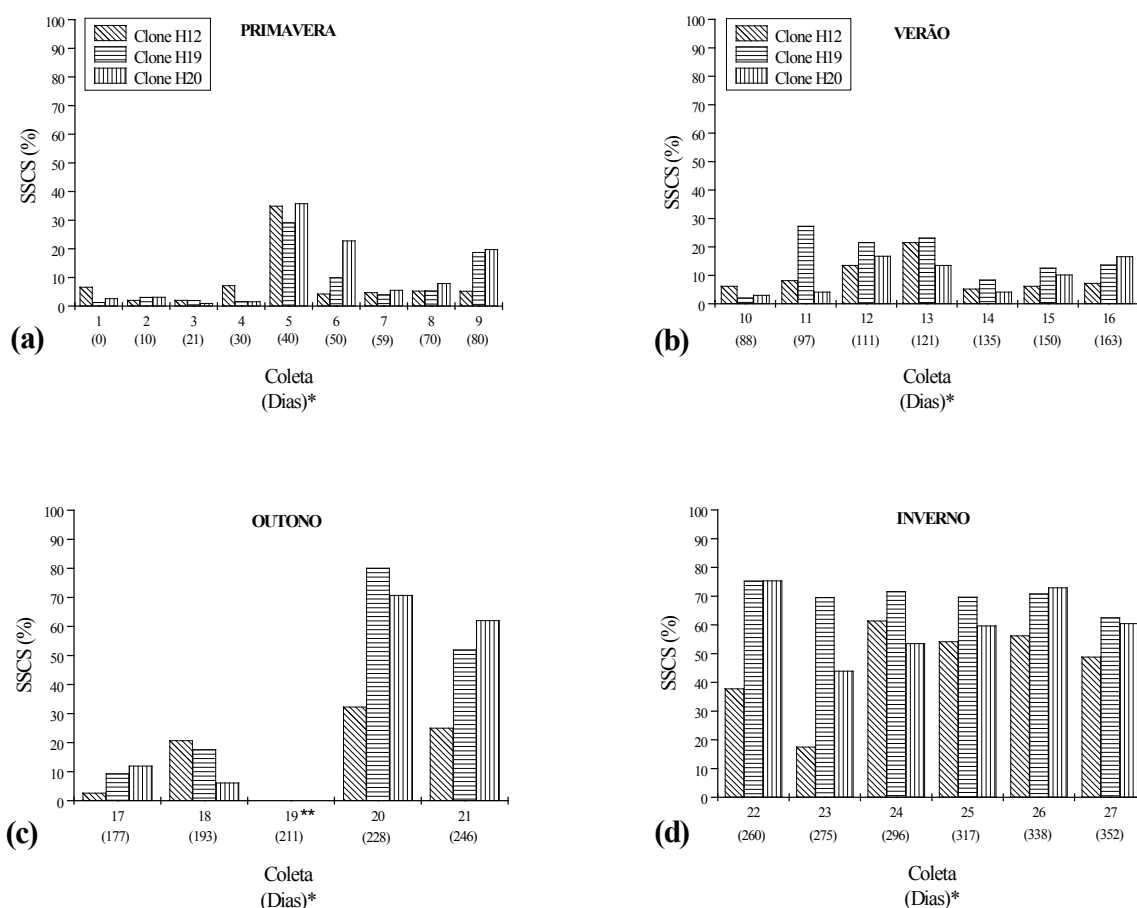 PRIMAVERA
Clone H12
Clone H19
Clone H20
SSCS (%)
100
90
80
70
60
50
40
30
20
10
0
1 2 3 4 5 6 7 8 9
(0) (10) (21) (30) (40) (50) (59) (70) (80)
(a)
Coleta
(Dias)*
VERÃO
Clone H12
Clone H19
Clone H20
SSCS (%)
100
90
80
70
60
50
40
30
20
10
0
10 11 12 13 14 15 16
(88) (97) (111) (121) (135) (150) (163)
(b)
Coleta
(Dias)*
OUTONO
SSCS (%)
100
90
80
70
60
50
40
30
20
10
0
17 18 19** 20 21
(177) (193) (211) (228) (246)
(c)
Coleta
(Dias)*
INVERNO
SSCS (%)
100
90
80
70
60
50
40
30
20
10
0
22 23 24 25 26 27
(260) (275) (296) (317) (338) (352)
(d)
Coleta
(Dias)*